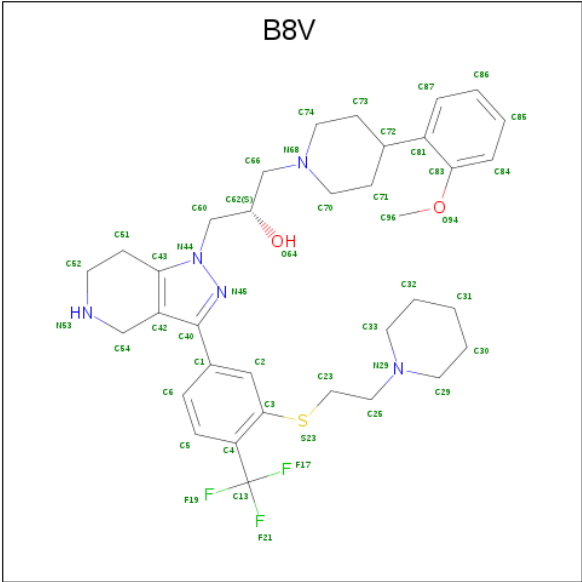 B8V
C86
C87
C73
C74
C85
C72
C81
N68
C66
C84
C83
C62(S)
C60
C70
C71
C96
O
O94
OH
O64
C51
C43
N44
N
C52
C32
C31
N
N45
HN
N53
C33
C42
C40
C54
C30
N29
N
C1
C2
C23
C29
C6
C3
C25
S
S23
C5
C4
F
F17
F19
F
C13
F
F21